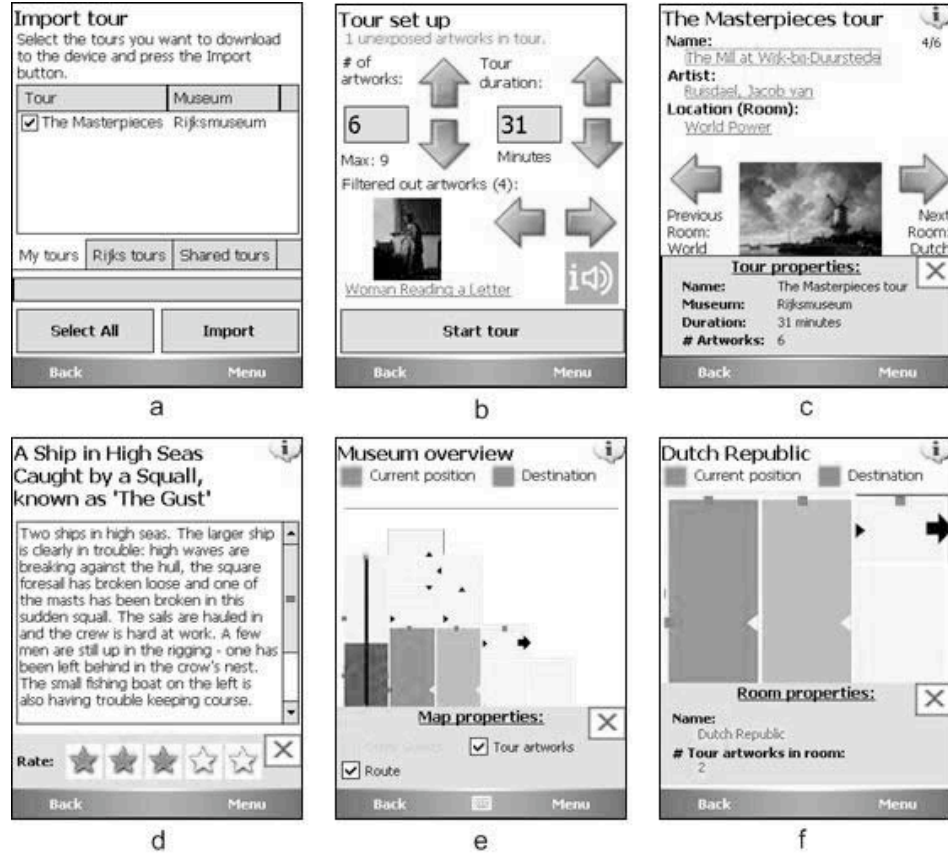 Import tour
Select the tours you want to download
to the device and press the Import
button.
Tour Museum
The Masterpieces Rijksmuseum
My tours Rijks tours Shared tours
Select All Import
Back Menu
a
Tour set up
1 unexposed artworks in tour.
# of
artworks:
Tour
duration:
6
31
Max: 9
Minutes
Filtered out artworks (4):
Woman Reading a Letter
i
Start tour
Back Menu
b
The Masterpieces tour
i
Name: 4/6
The Mill at Wijk-bij-Duurstede
Artist:
Ruisdael, Jacob van
Location (Room):
World Power
Previous
Room:
World
Next
Room:
Dutch
Tour properties:
Name: The Masterpieces tour
Museum: Rijksmuseum
Duration: 31 minutes
# Artworks: 6
Back Menu
c
A Ship in High Seas
Caught by a Squall,
known as 'The Gust'
i
Two ships in high seas. The larger ship
is clearly in trouble: high waves are
breaking against the hull, the square
foresail has broken loose and one of
the masts has been broken in this
sudden squall. The sails are hauled in
and the crew is hard at work. A few
men are still up in the rigging - one has
been left behind in the crow's nest.
The small fishing boat on the left is
also having trouble keeping course.
Rate:
Back Menu
d
Museum overview
i
Current position Destination
Map properties:
Tour artworks
Route
Back Menu
e
Dutch Republic
i
Current position Destination
Room properties:
Name:
Dutch Republic
# Tour artworks in room:
2
Back Menu
f